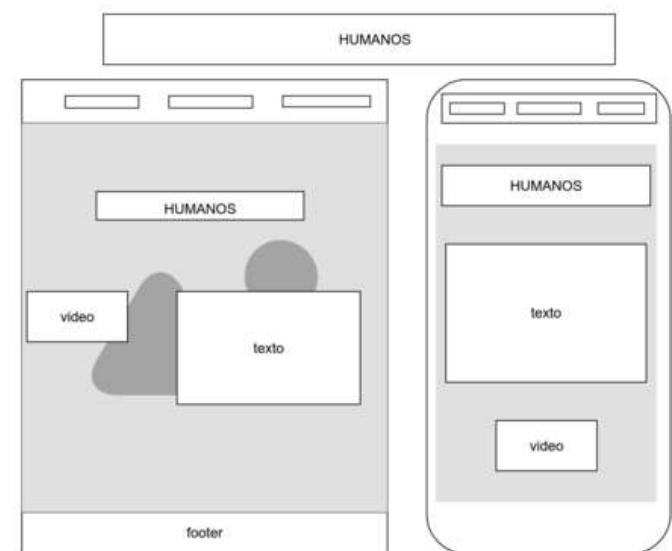 HUMANOS
HUMANOS
video
texto
footer
HUMANOS
texto
video